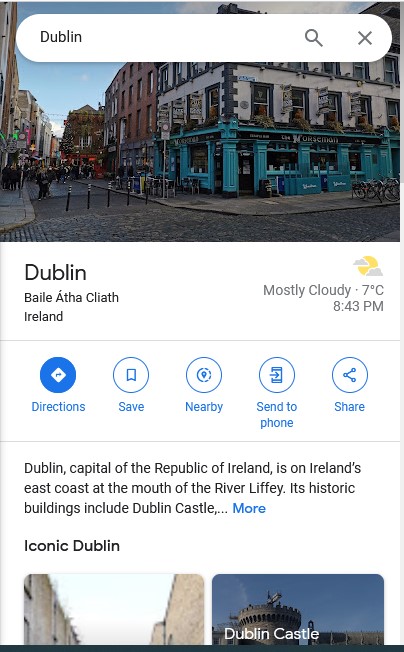 Dublin
The Norseman
Dublin
Baile Átha Cliath
Ireland
Mostly Cloudy · 7°C
8:43 PM
Directions
Save
Nearby
Send to
phone
Share
Dublin, capital of the Republic of Ireland, is on Ireland's
east coast at the mouth of the River Liffey. Its historic
buildings include Dublin Castle,... More
Iconic Dublin
Dublin Castle